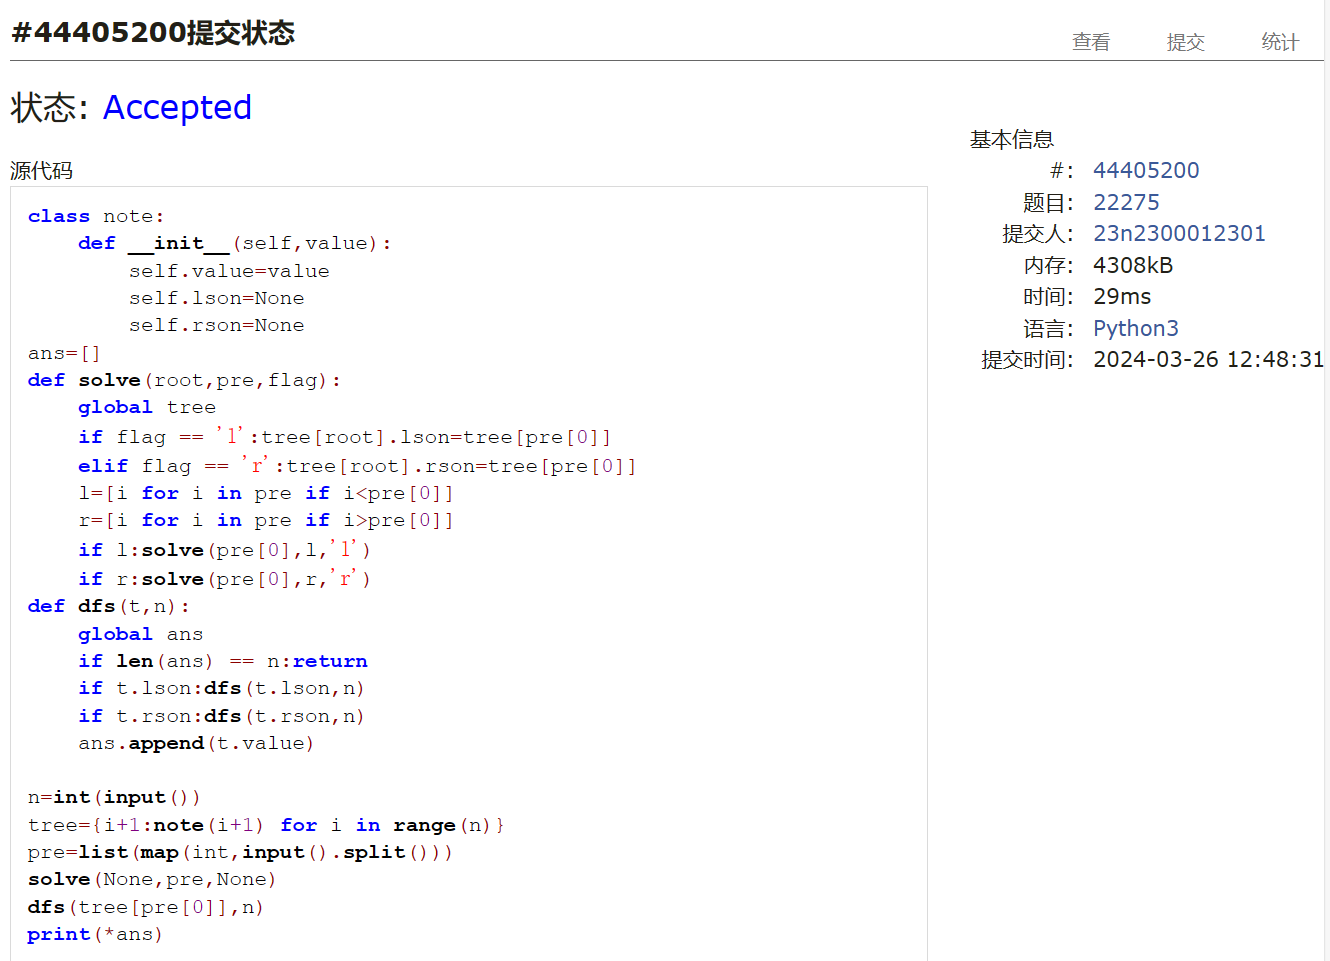 #44405200提交状态
查看 提交 统计
状态: Accepted
源代码
class note:
    def __init__(self,value):
        self.value=value
        self.lson=None
        self.rson=None
ans=[]
def solve(root,pre,flag):
    global tree
    if flag == 'l':tree[root].lson=tree[pre[0]]
    elif flag == 'r':tree[root].rson=tree[pre[0]]
    l=[i for i in pre if i<pre[0]]
    r=[i for i in pre if i>pre[0]]
    if l:solve(pre[0],l,'l')
    if r:solve(pre[0],r,'r')
def dfs(t,n):
    global ans
    if len(ans) == n:return
    if t.lson:dfs(t.lson,n)
    if t.rson:dfs(t.rson,n)
    ans.append(t.value)
n=int(input())
tree={i+1:note(i+1) for i in range(n)}
pre=list(map(int,input().split()))
solve(None,pre,None)
dfs(tree[pre[0]],n)
print(*ans)
基本信息
#: 44405200
题目: 22275
提交人: 23n2300012301
内存: 4308kB
时间: 29ms
语言: Python3
提交时间: 2024-03-26 12:48:31